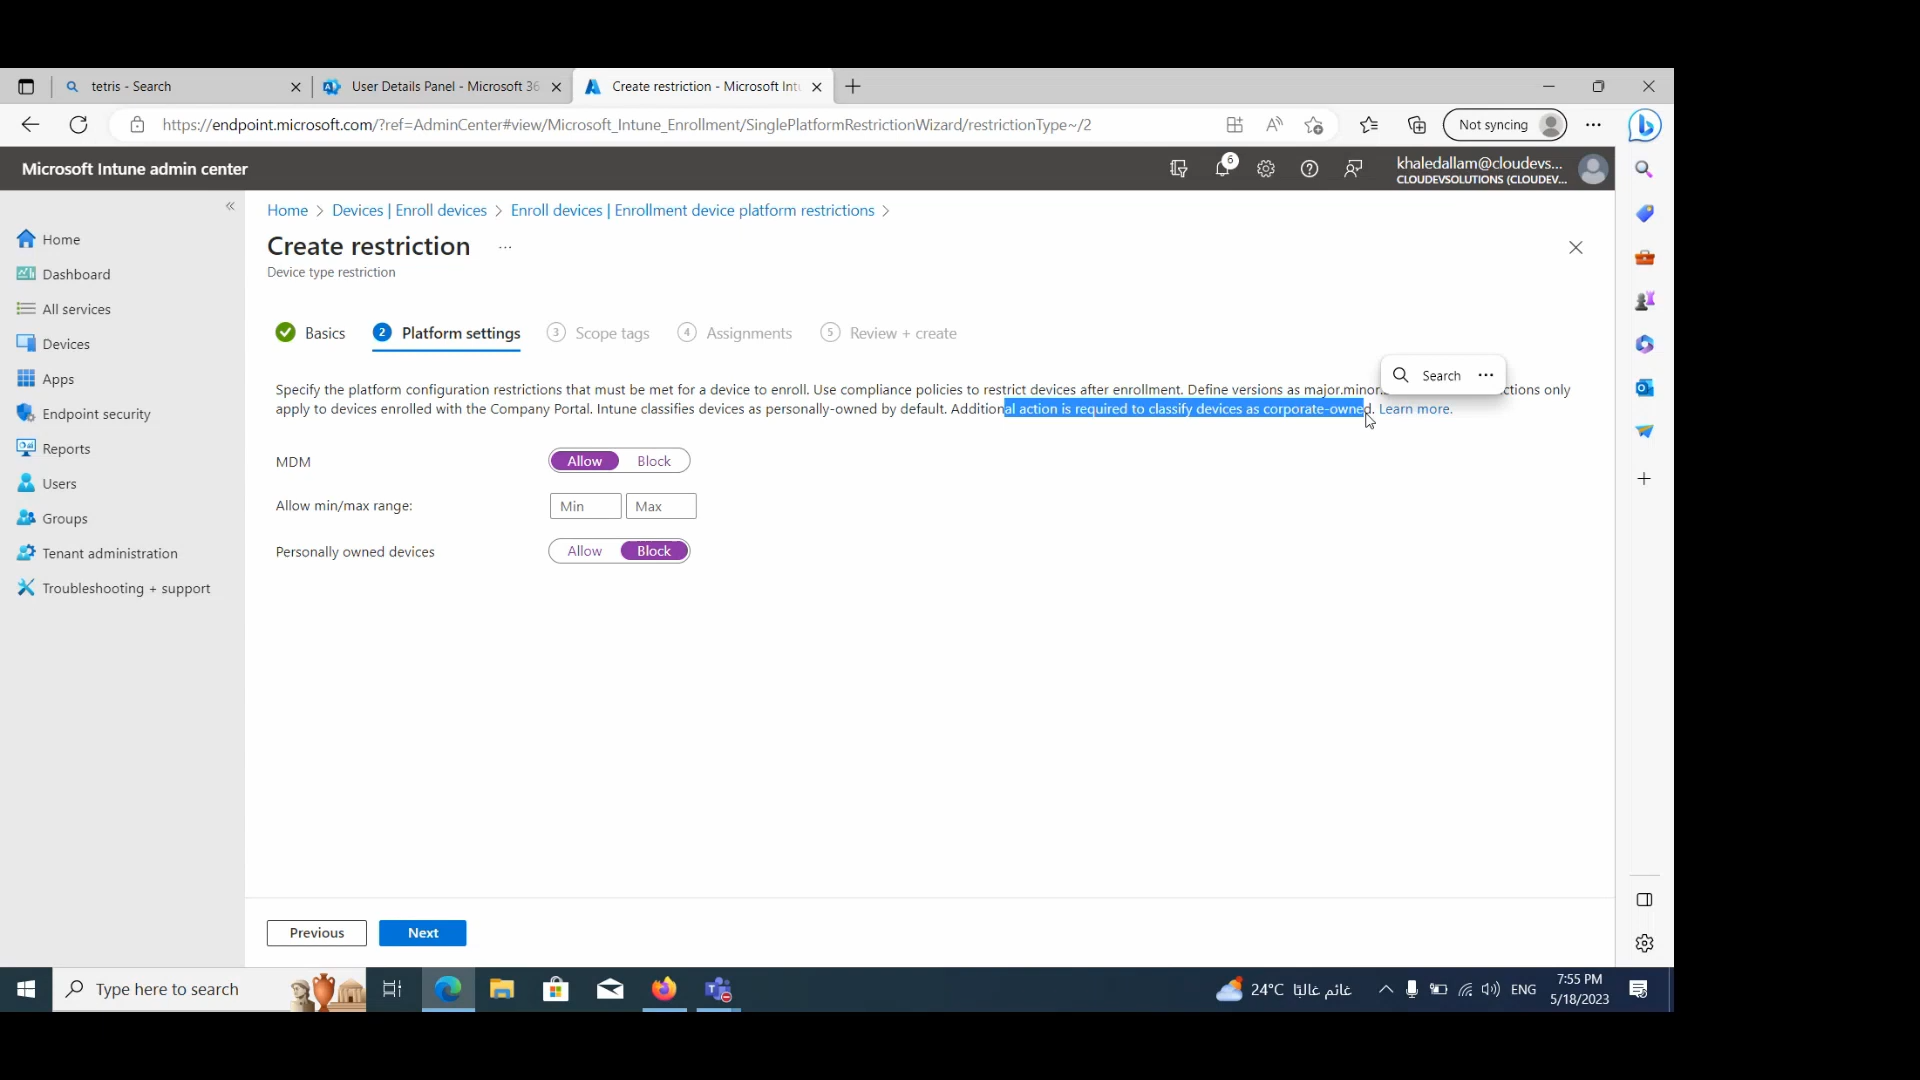 tetris - Search
User Details Panel - Microsoft 36
Create restriction - Microsoft Intu
https://endpoint.microsoft.com/?ref=AdminCenter#view/Microsoft_Intune_Enrollment/SinglePlatformRestrictionWizard/restrictionType~/2
Not syncing
Microsoft Intune admin center
6
khaledallam@cloudevs...
CLOUDEVSOLUTIONS (CLOUDEV...
Home > Devices | Enroll devices > Enroll devices | Enrollment device platform restrictions >
Create restriction ...
Device type restriction
Home
Dashboard
All services
Devices
Apps
Endpoint security
Reports
Users
Groups
Tenant administration
Troubleshooting + support
Basics
2 Platform settings
3 Scope tags
4 Assignments
5 Review + create
Search ...
Specify the platform configuration restrictions that must be met for a device to enroll. Use compliance policies to restrict devices after enrollment. Define versions as major.minor. ctions only
apply to devices enrolled with the Company Portal. Intune classifies devices as personally-owned by default. Additional action is required to classify devices as corporate-owned. Learn more.
MDM Allow Block
Allow min/max range: Min Max
Personally owned devices Allow Block
Previous Next
Type here to search
24°C غائم غالبًا
ENG
7:55 PM
5/18/2023